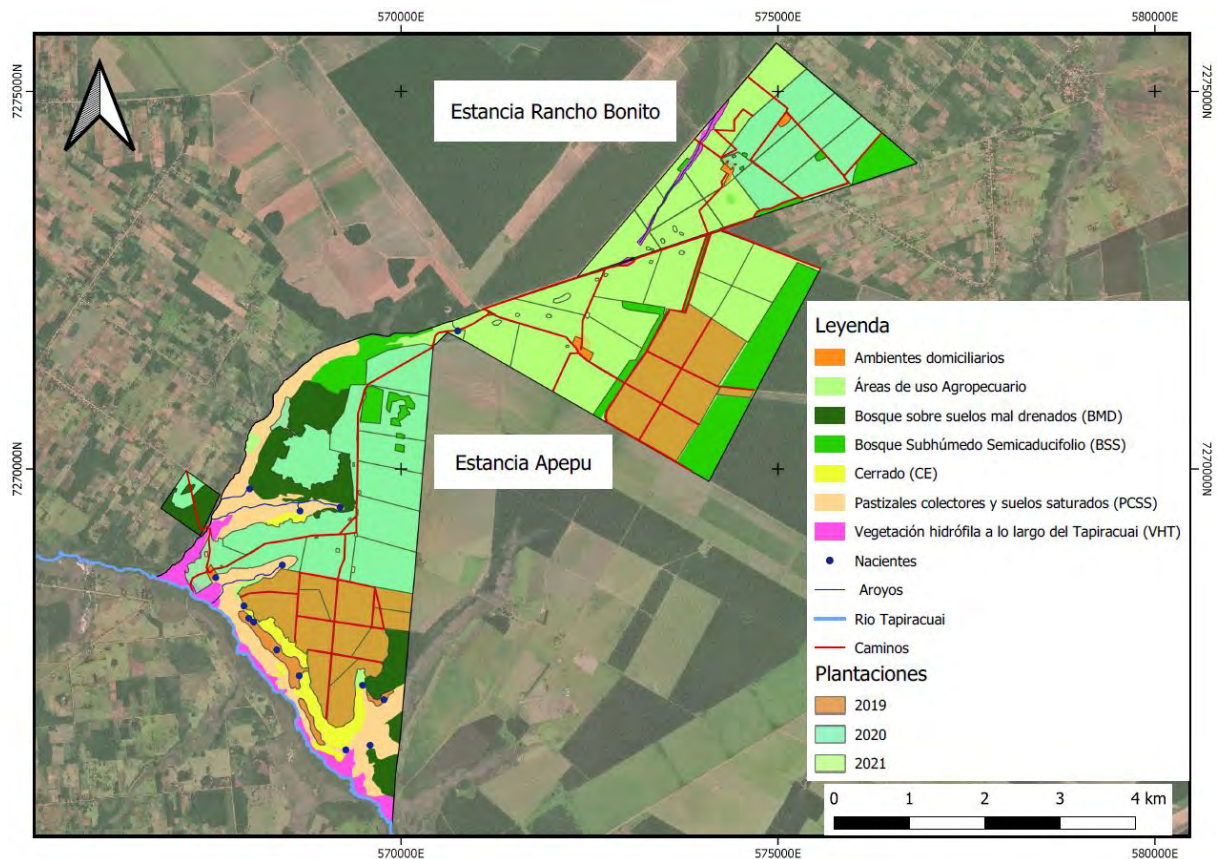 570000E
575000E
580000E
7275000N
7275000N
Estancia Rancho Bonito
Leyenda
Ambientes domiciliarios
Áreas de uso Agropecuario
Bosque sobre suelos mal drenados (BMD)
Bosque Subhúmedo Semicaducifolio (BSS)
Cerrado (CE)
Pastizales colectores y suelos saturados (PCSS)
Vegetación hidrófila a lo largo del Tapiracuai (VHT)
Nacientes
Aroyos
Rio Tapiracuai
Caminos
Plantaciones
2019
2020
2021
Estancia Apepu
7270000N
7270000N
0 1 2 3 4 km
570000E
575000E
580000E